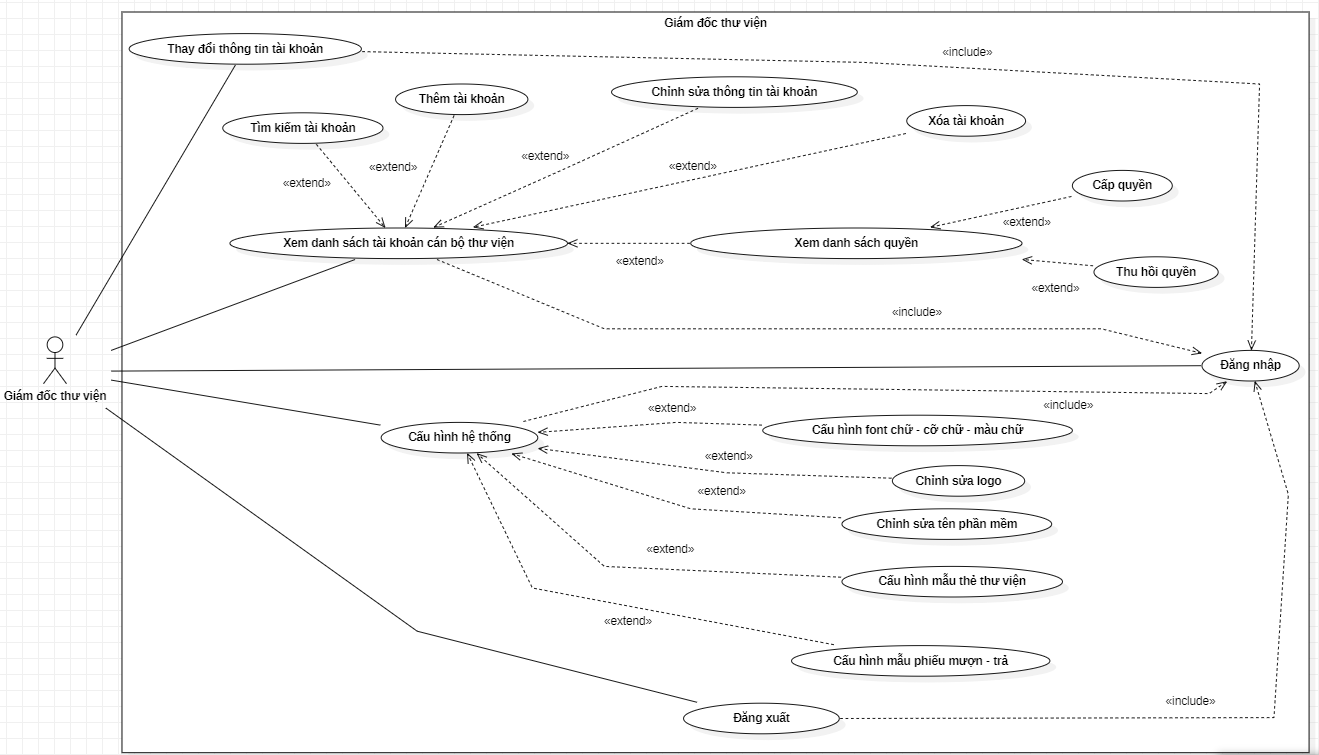 Giám đốc thư viện
Thay đổi thông tin tài khoản
«include»
Thêm tài khoản
Chỉnh sửa thông tin tài khoản
Tìm kiếm tài khoản
Xóa tài khoản
«extend»
«extend»
«extend»
«extend»
Cấp quyền
«extend»
Xem danh sách tài khoản cán bộ thư viện
Xem danh sách quyền
«extend»
Thu hồi quyền
«extend»
«include»
Đăng nhập
Giám đốc thư viện
«include»
«extend»
Cấu hình hệ thống
Cấu hình font chữ - cỡ chữ - màu chữ
«extend»
Chỉnh sửa logo
«extend»
Chỉnh sửa tên phần mềm
«extend»
Cấu hình mẫu thẻ thư viện
«extend»
Cấu hình mẫu phiếu mượn - trả
«include»
Đăng xuất